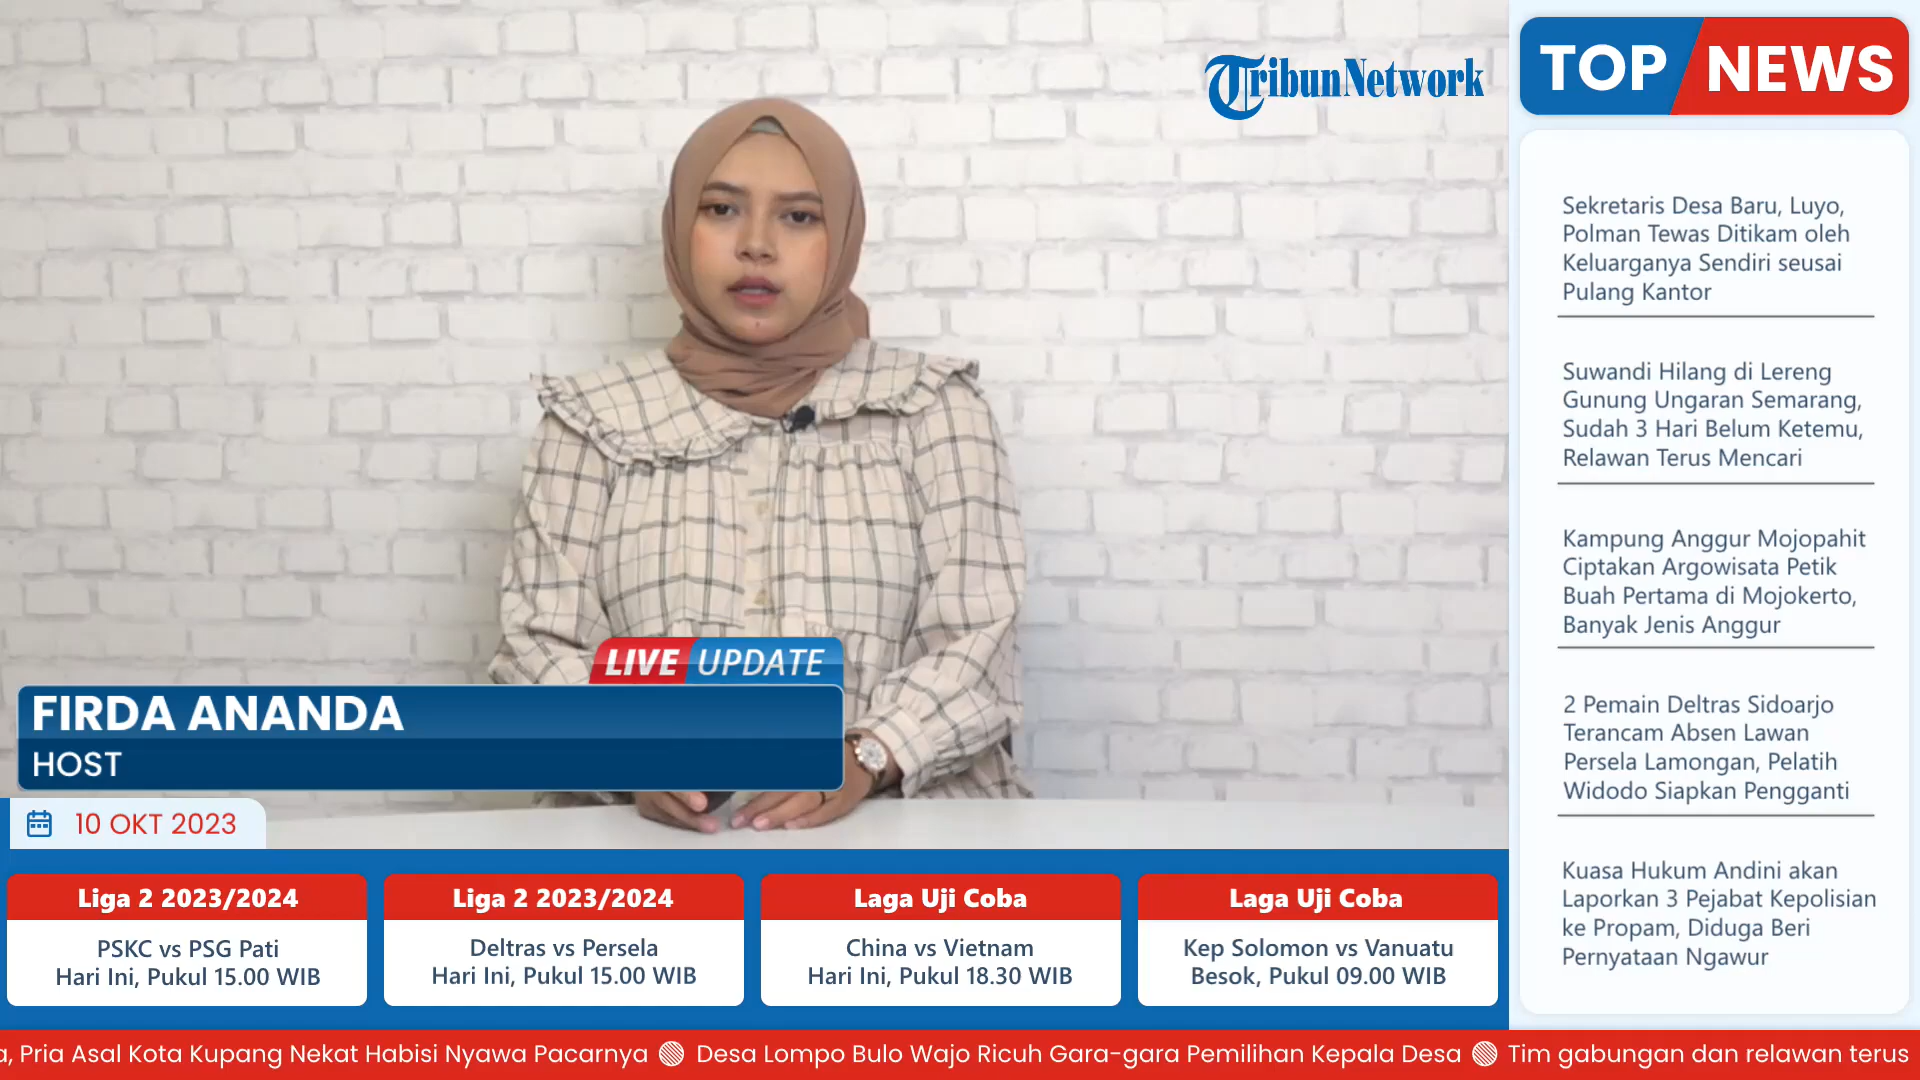 TribunNetwork
TOP NEWS
Sekretaris Desa Baru, Luyo,
Polman Tewas Ditikam oleh
Keluarganya Sendiri seusai
Pulang Kantor
Suwandi Hilang di Lereng
Gunung Ungaran Semarang,
Sudah 3 Hari Belum Ketemu,
Relawan Terus Mencari
Kampung Anggur Mojopahit
Ciptakan Argowisata Petik
Buah Pertama di Mojokerto,
Banyak Jenis Anggur
2 Pemain Deltras Sidoarjo
Terancam Absen Lawan
Persela Lamongan, Pelatih
Widodo Siapkan Pengganti
Kuasa Hukum Andini akan
Laporkan 3 Pejabat Kepolisian
ke Propam, Diduga Beri
Pernyataan Ngawur
LIVE UPDATE
FIRDA ANANDA
HOST
10 OKT 2023
Liga 2 2023/2024
PSKC vs PSG Pati
Hari Ini, Pukul 15.00 WIB
Liga 2 2023/2024
Deltras vs Persela
Hari Ini, Pukul 15.00 WIB
Laga Uji Coba
China vs Vietnam
Hari Ini, Pukul 18.30 WIB
Laga Uji Coba
Kep Solomon vs Vanuatu
Besok, Pukul 09.00 WIB
a, Pria Asal Kota Kupang Nekat Habisi Nyawa Pacarnya Desa Lompo Bulo Wajo Ricuh Gara-gara Pemilihan Kepala Desa Tim gabungan dan relawan terus